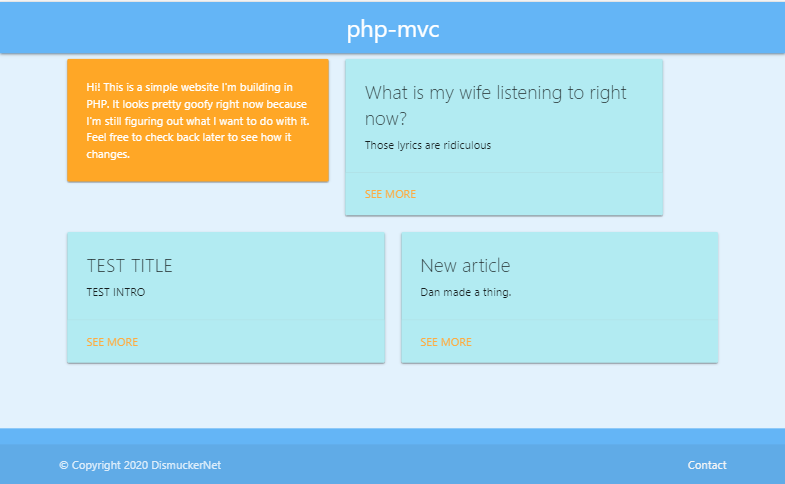 php-mvc
Hi! This is a simple website I'm building in
PHP. It looks pretty goofy right now because
I'm still figuring out what I want to do with it.
Feel free to check back later to see how it
changes.
What is my wife listening to right
now?
Those lyrics are ridiculous
SEE MORE
TEST TITLE
TEST INTRO
SEE MORE
New article
Dan made a thing.
SEE MORE
© Copyright 2020 DismuckerNet
Contact